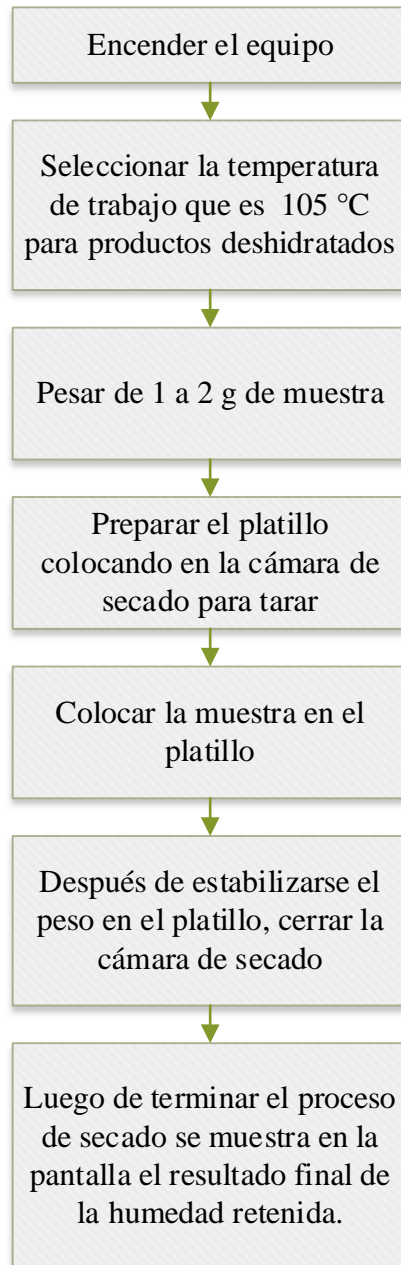 Encender el equipo
Seleccionar la temperatura
de trabajo que es  105 °C
para productos deshidratados
Pesar de 1 a 2 g de muestra
Preparar el platillo
colocando en la cámara de
secado para tarar
Colocar la muestra en el
platillo
Después de estabilizarse el
peso en el platillo, cerrar la
cámara de secado
Luego de terminar el proceso
de secado se muestra en la
pantalla el resultado final de
la humedad retenida.